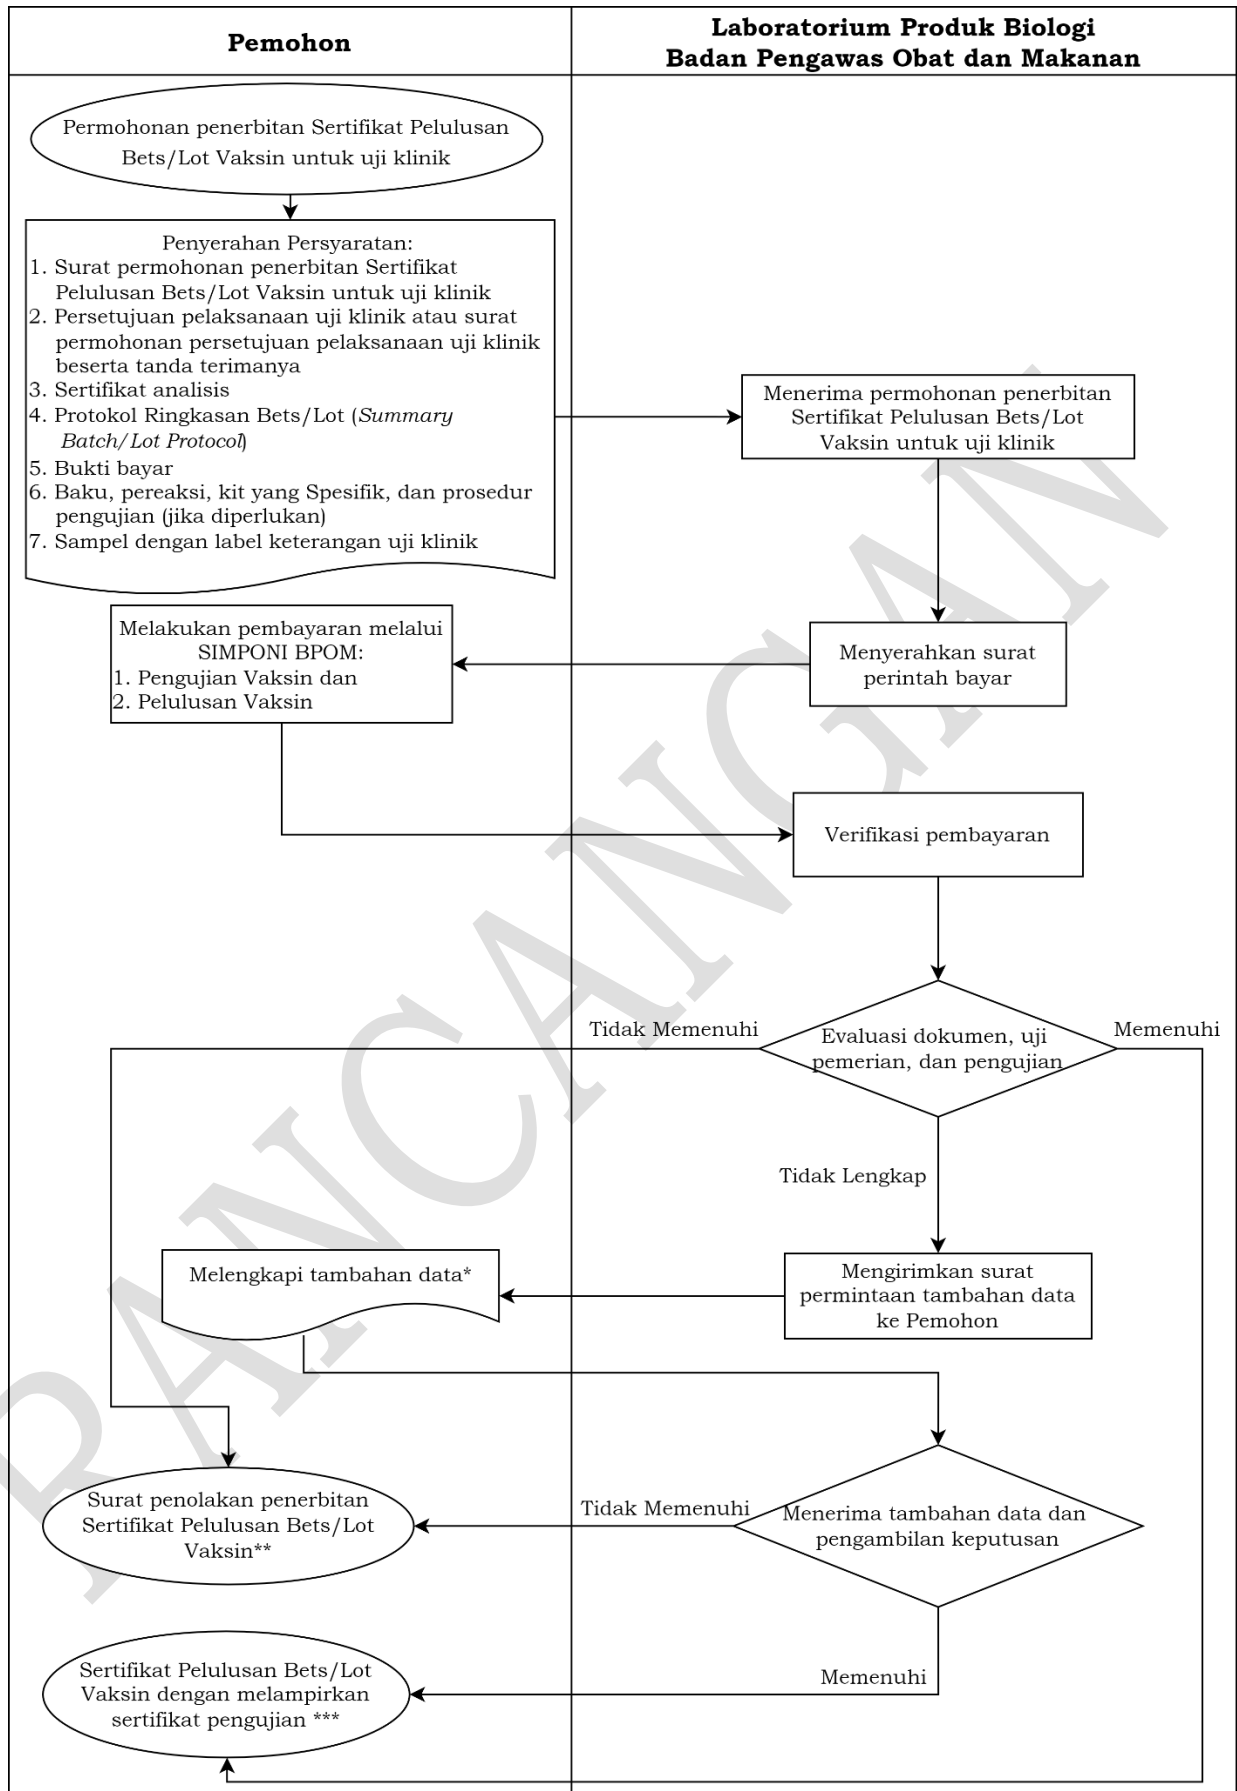 Pemohon
Laboratorium Produk Biologi
Badan Pengawas Obat dan Makanan
Permohonan penerbitan Sertifikat Pelulusan
Bets/Lot Vaksin untuk uji klinik
Penyerahan Persyaratan:
1. Surat permohonan penerbitan Sertifikat
Pelulusan Bets/Lot Vaksin untuk uji klinik
2. Persetujuan pelaksanaan uji klinik atau surat
permohonan persetujuan pelaksanaan uji klinik
beserta tanda terimanya
3. Sertifikat analisis
4. Protokol Ringkasan Bets/Lot (Summary
Batch/Lot Protocol)
5. Bukti bayar
6. Baku, pereaksi, kit yang Spesifik, dan prosedur
pengujian (jika diperlukan)
7. Sampel dengan label keterangan uji klinik
Menerima permohonan penerbitan
Sertifikat Pelulusan Bets/Lot
Vaksin untuk uji klinik
Melakukan pembayaran melalui
SIMPONI BPOM:
1. Pengujian Vaksin dan
2. Pelulusan Vaksin
Menyerahkan surat
perintah bayar
Verifikasi pembayaran
Tidak Memenuhi
Evaluasi dokumen, uji
pemerian, dan pengujian
Memenuhi
Tidak Lengkap
Melengkapi tambahan data*
Mengirimkan surat
permintaan tambahan data
ke Pemohon
Surat penolakan penerbitan
Sertifikat Pelulusan Bets/Lot
Vaksin**
Tidak Memenuhi
Menerima tambahan data dan
pengambilan keputusan
Sertifikat Pelulusan Bets/Lot
Vaksin dengan melampirkan
sertifikat pengujian ***
Memenuhi
RANCANGAN